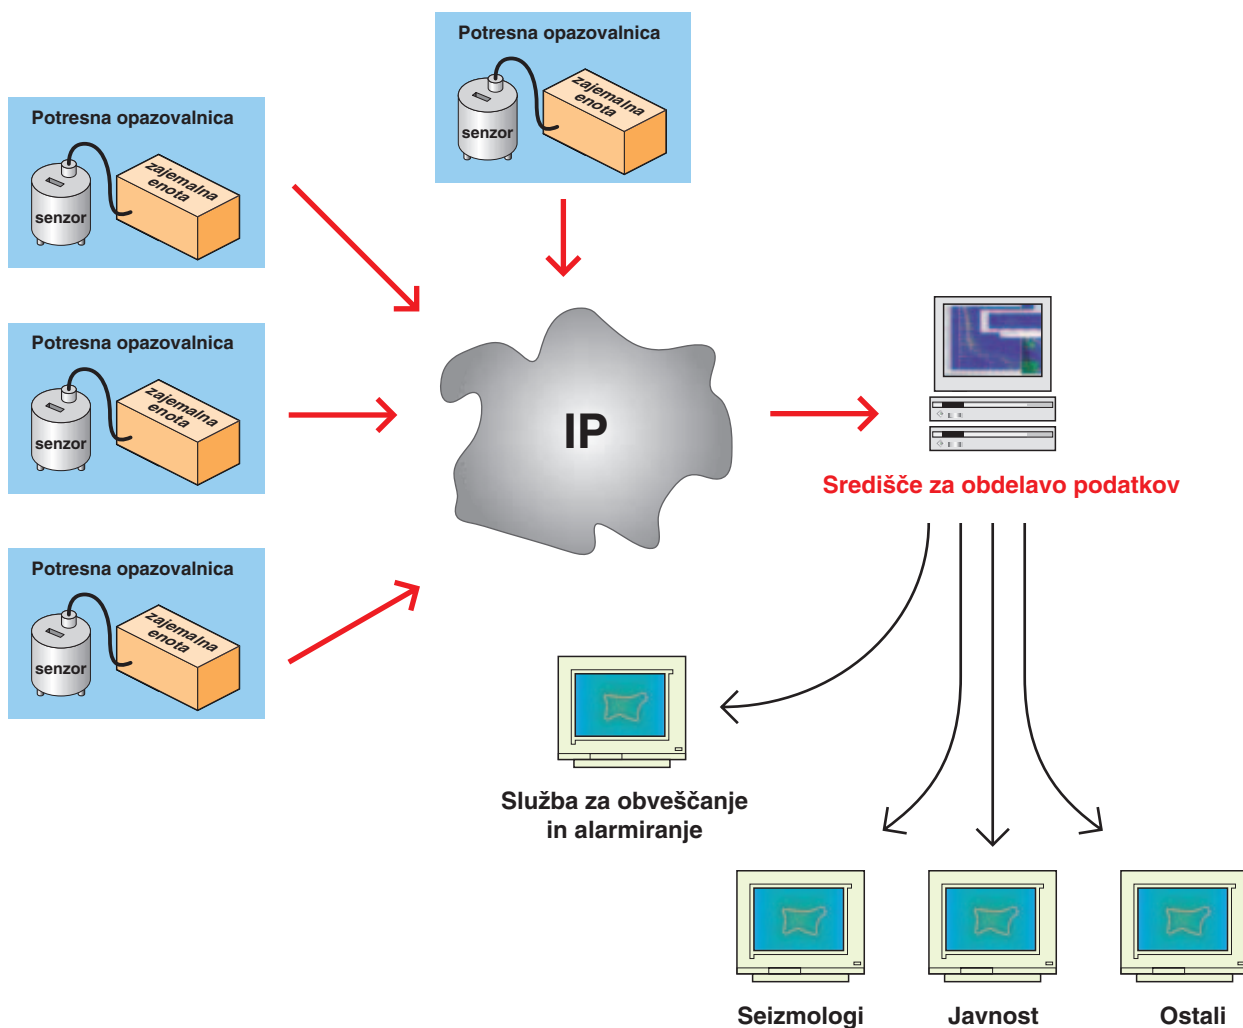 Potresna opazovalnica
zajemalna
enota
senzor
Potresna opazovalnica
zajemalna
enota
senzor
Potresna opazovalnica
zajemalna
enota
senzor
IP
Središče za obdelavo podatkov
Potresna opazovalnica
zajemalna
enota
senzor
Služba za obveščanje
in alarmiranje
Seizmologi
Javnost
Ostali